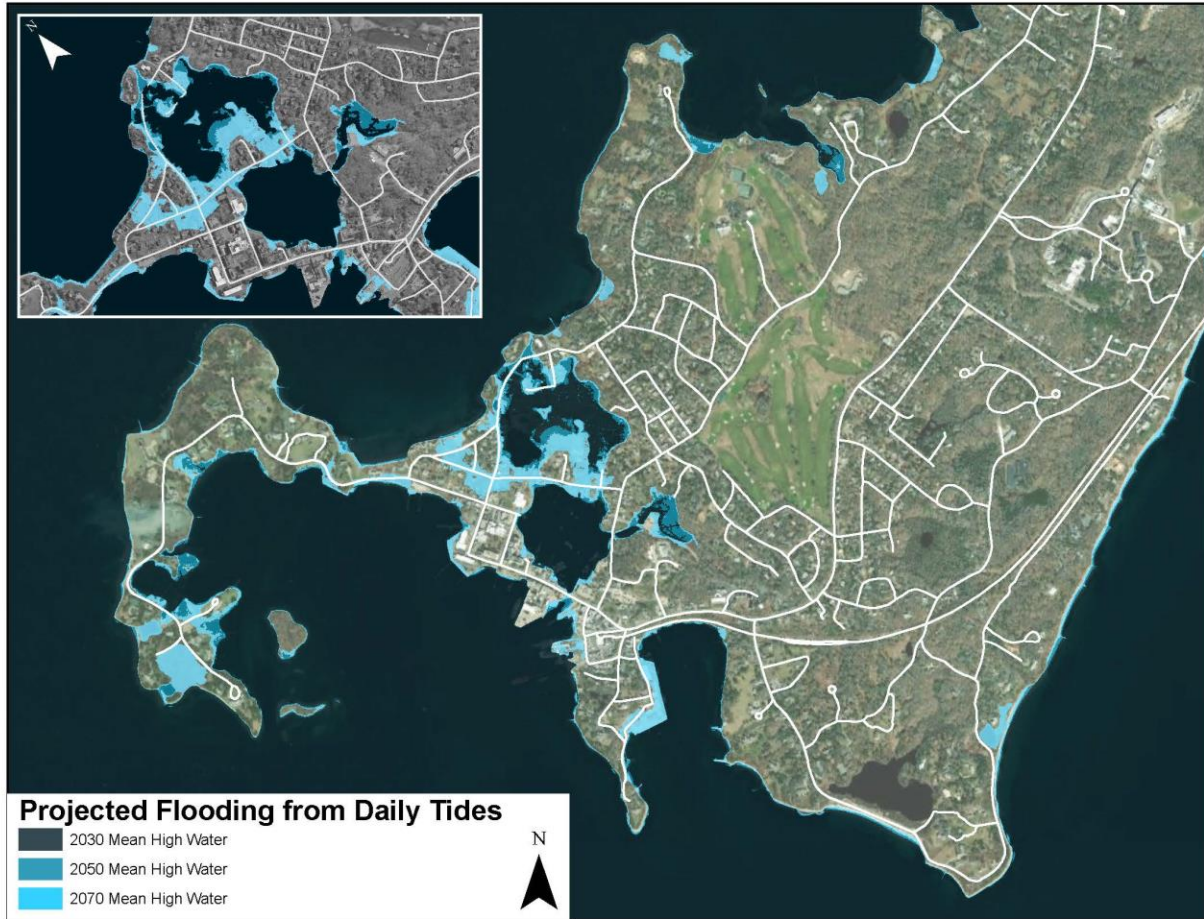 N
Projected Flooding from Daily Tides
2030 Mean High Water
2050 Mean High Water
2070 Mean High Water
N